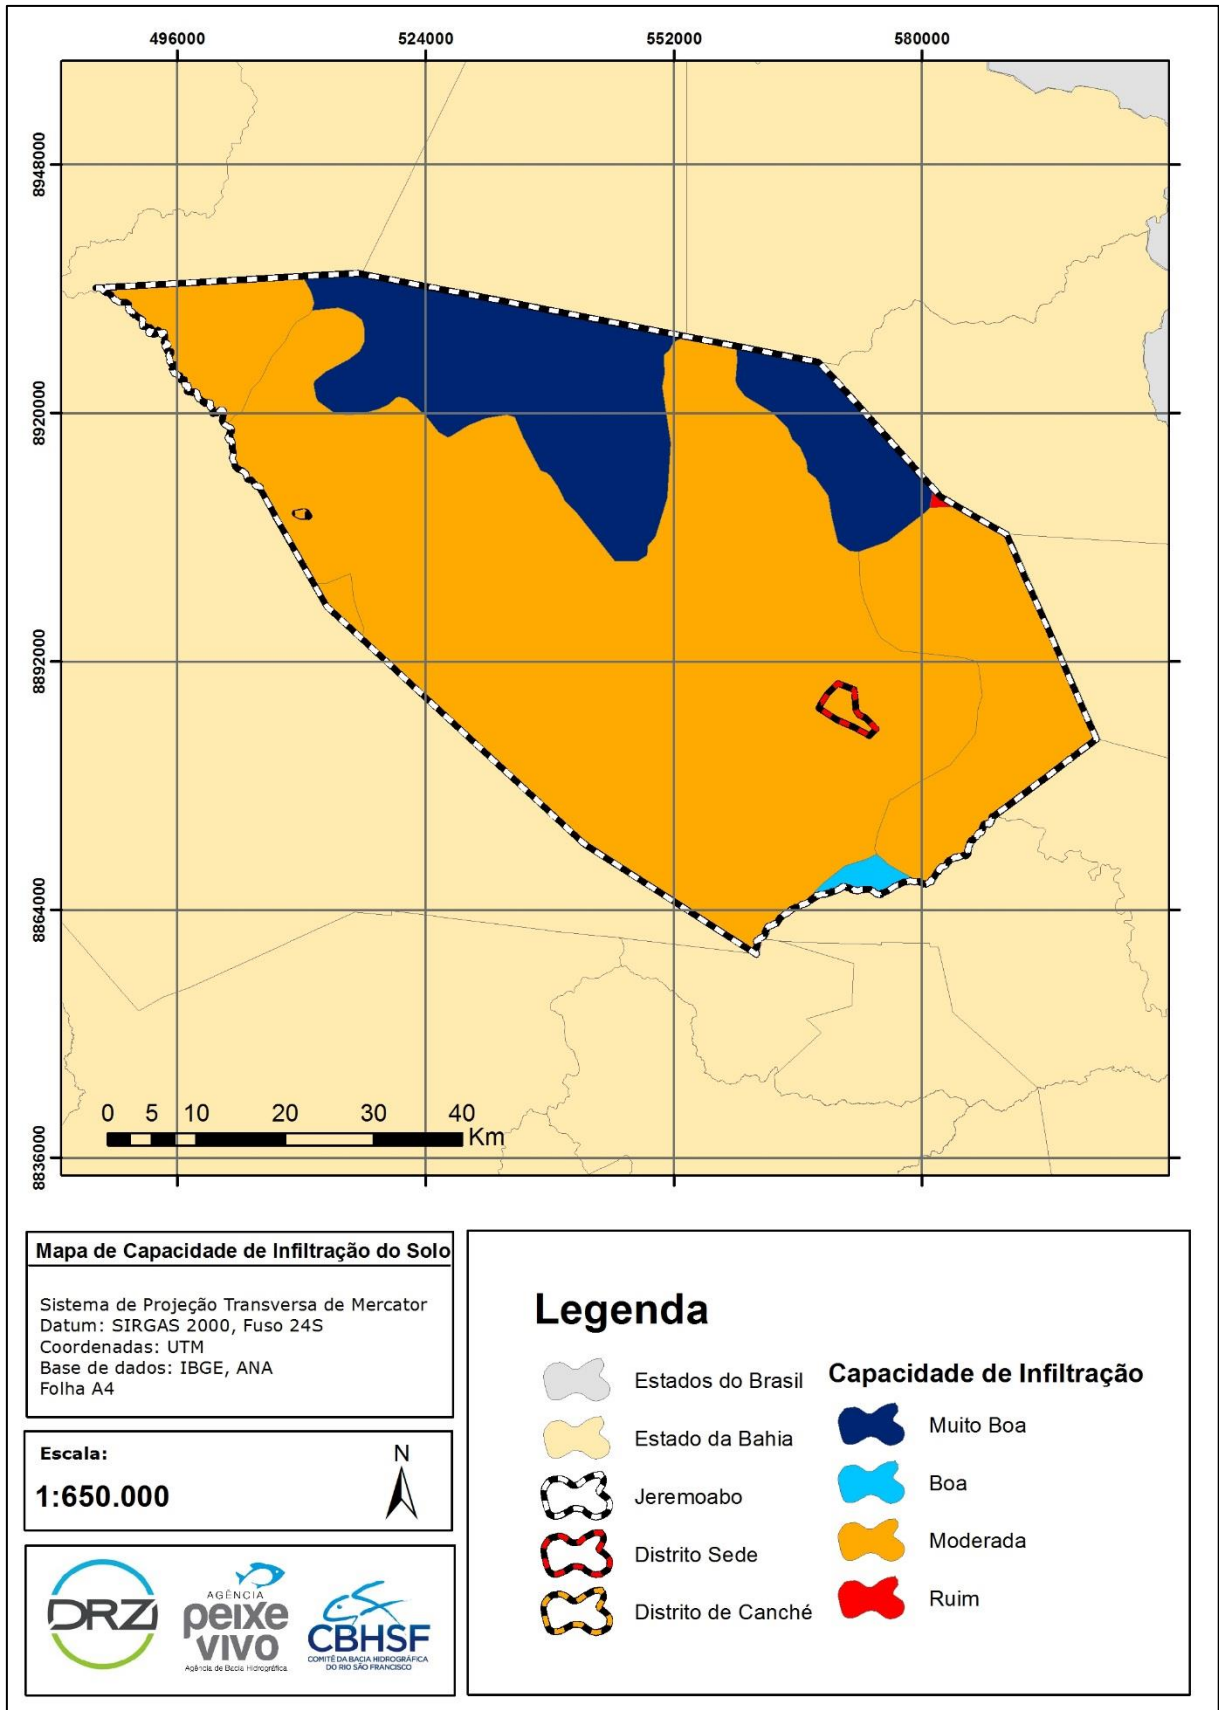 496000
524000
552000
580000
8948000
8920000
8892000
8864000
8836000
0 5 10 20 30 40
Km
Mapa de Capacidade de Infiltração do Solo
Sistema de Projeção Transversa de Mercator
Datum: SIRGAS 2000, Fuso 24S
Coordenadas: UTM
Base de dados: IBGE, ANA
Folha A4
Escala:
1:650.000
N
DRZ
AGÊNCIA
peixe
vivo
Agência de Bacia Hidrográfica
CBHSF
COMITÊ DA BACIA HIDROGRÁFICA
DO RIO SÃO FRANCISCO
Legenda
Estados do Brasil
Estado da Bahia
Jeremoabo
Distrito Sede
Distrito de Canché
Capacidade de Infiltração
Muito Boa
Boa
Moderada
Ruim